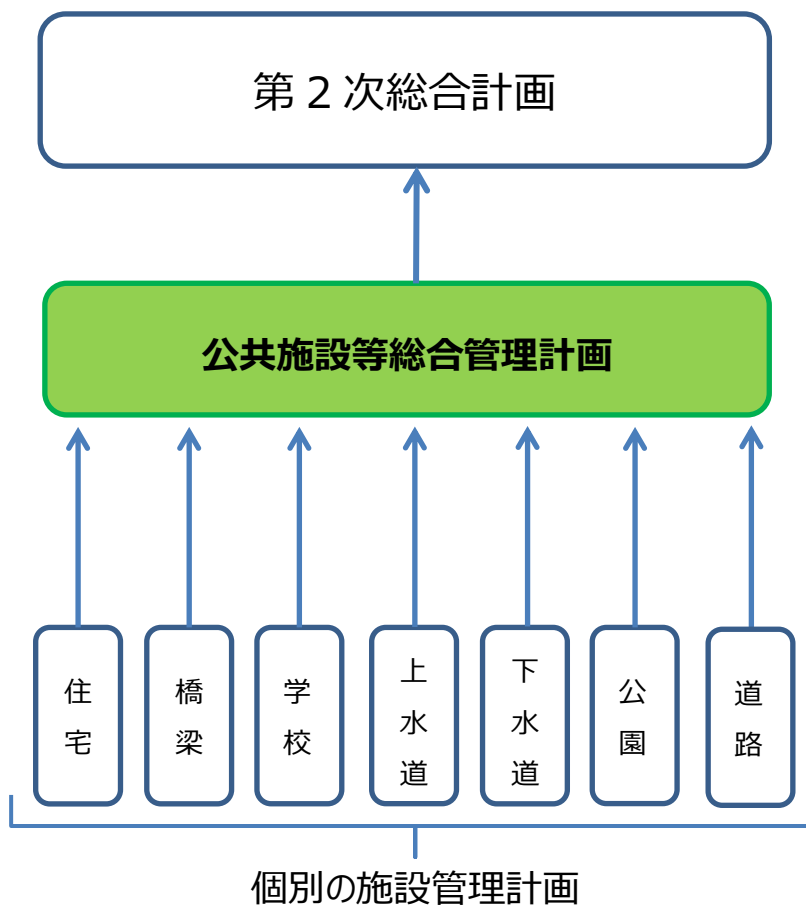 第２次総合計画
公共施設等総合管理計画
住宅
橋梁
学校
上水道
下水道
公園
道路
個別の施設管理計画